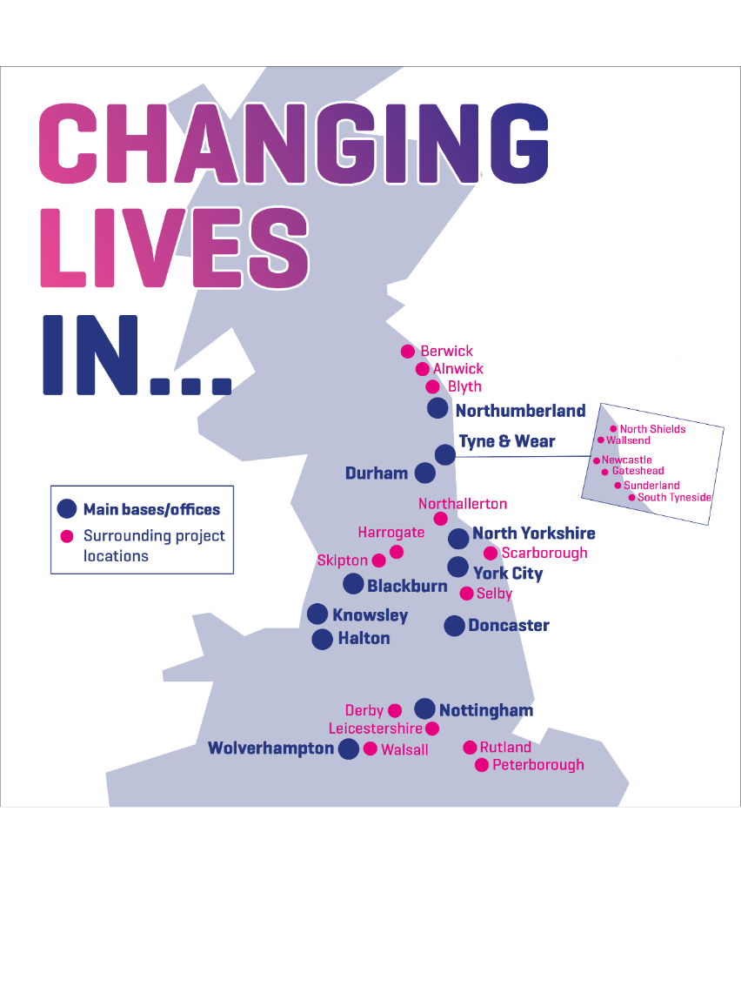 CHANGING
LIVES
IN...
Berwick
Alnwick
Blyth
Northumberland
Tyne & Wear
North Shields
Wallsend
Newcastle
Gateshead
Sunderland
South Tyneside
Durham
Main bases/offices
Surrounding project
locations
Northallerton
Harrogate
North Yorkshire
Skipton
Scarborough
York City
Blackburn
Selby
Knowsley
Doncaster
Halton
Derby
Nottingham
Leicestershire
Wolverhampton
Walsall
Rutland
Peterborough